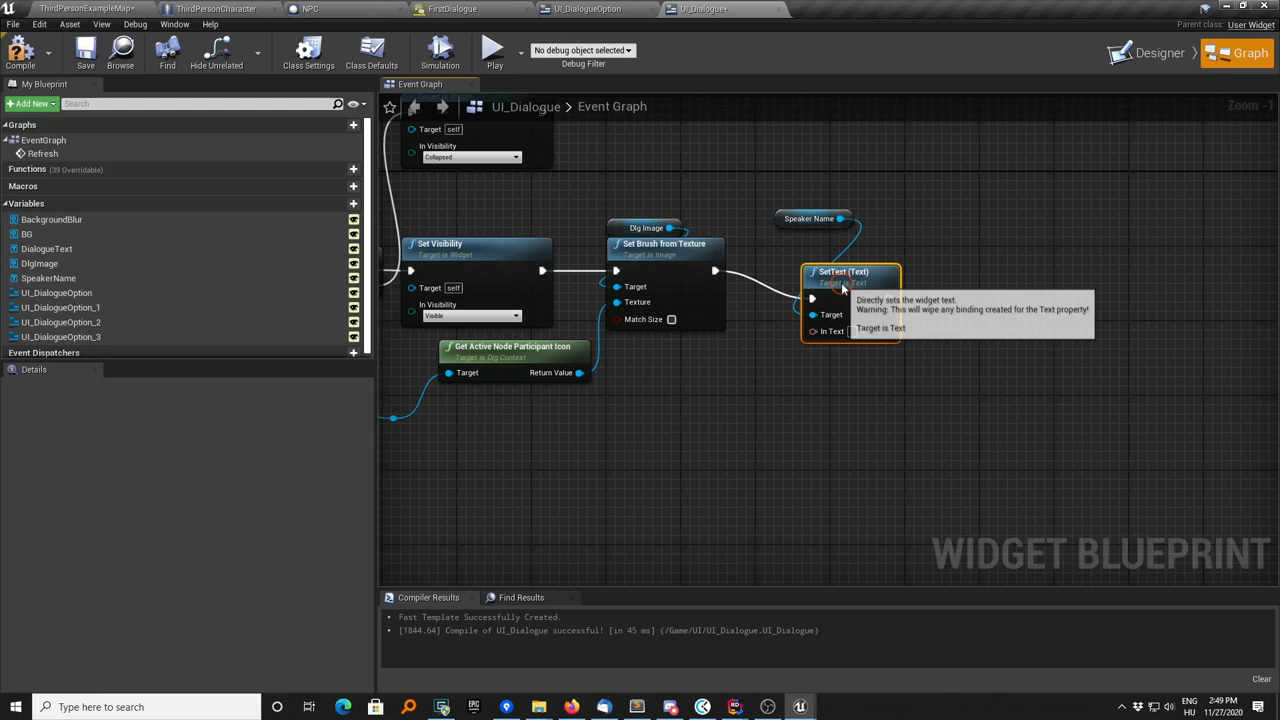 ThirdPersonExampleMap*
ThirdPersonCharacter
NPC
FirstDialogue
UI_DialogueOption
UI_Dialogue*
File Edit Asset View Debug Window Help
Parent class: User Widget
Compile
Save
Browse
Find
Hide Unrelated
Class Settings
Class Defaults
Simulation
Play
No debug object selected
Debug Filter
Designer
Graph
My Blueprint
Event Graph
Add New
Search
UI_Dialogue > Event Graph
Zoom -1
Graphs
EventGraph
Refresh
Functions (39 Overridable)
Macros
Variables
BackgroundBlur
BG
DialogueText
DlgImage
SpeakerName
UI_DialogueOption
UI_DialogueOption_1
UI_DialogueOption_2
UI_DialogueOption_3
Event Dispatchers
Details
Target self
In Visibility
Collapsed
Set Visibility
Target is Widget
Target self
In Visibility
Visible
Dlg Image
Set Brush from Texture
Target is Image
Target
Texture
Match Size
Get Active Node Participant Icon
Target is Dlg Context
Target Return Value
Speaker Name
SetText (Text)
Target is Text
Target
In Text
Directly sets the widget text.
Warning: This will wipe any binding created for the Text property!
Target is Text
WIDGET BLUEPRINT
Compiler Results
Find Results
Fast Template Successfully Created.
[1844.64] Compile of UI_Dialogue successful! [in 45 ms] (/Game/UI/UI_Dialogue.UI_Dialogue)
Clear
Type here to search
ENG
HU
2:49 PM
11/27/2020